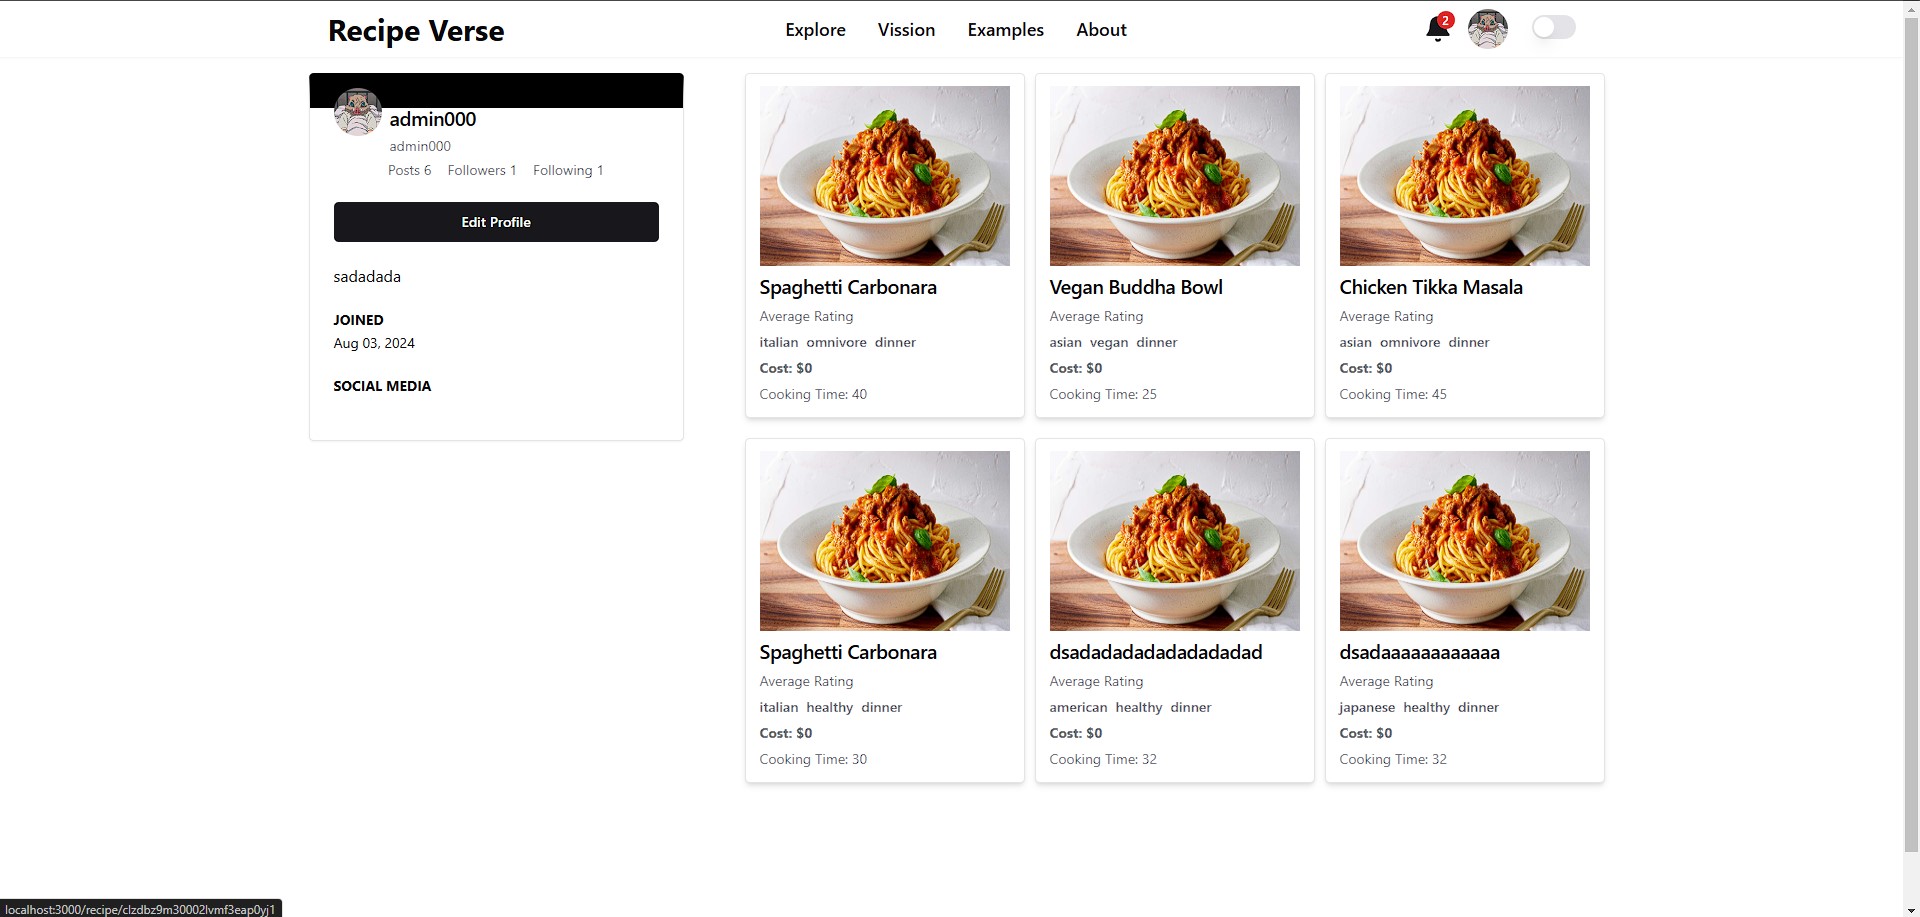 Recipe Verse
Explore Vission Examples About
2
admin000
admin000
Posts 6 Followers 1 Following 1
Edit Profile
sadadada
JOINED
Aug 03, 2024
SOCIAL MEDIA
Spaghetti Carbonara
Average Rating
italian omnivore dinner
Cost: $0
Cooking Time: 40
Vegan Buddha Bowl
Average Rating
asian vegan dinner
Cost: $0
Cooking Time: 25
Chicken Tikka Masala
Average Rating
asian omnivore dinner
Cost: $0
Cooking Time: 45
Spaghetti Carbonara
Average Rating
italian healthy dinner
Cost: $0
Cooking Time: 30
dsadadadadadadadadad
Average Rating
american healthy dinner
Cost: $0
Cooking Time: 32
dsadaaaaaaaaaaaa
Average Rating
japanese healthy dinner
Cost: $0
Cooking Time: 32
localhost:3000/recipe/clzdbz9m30002lvmf3eap0yj1